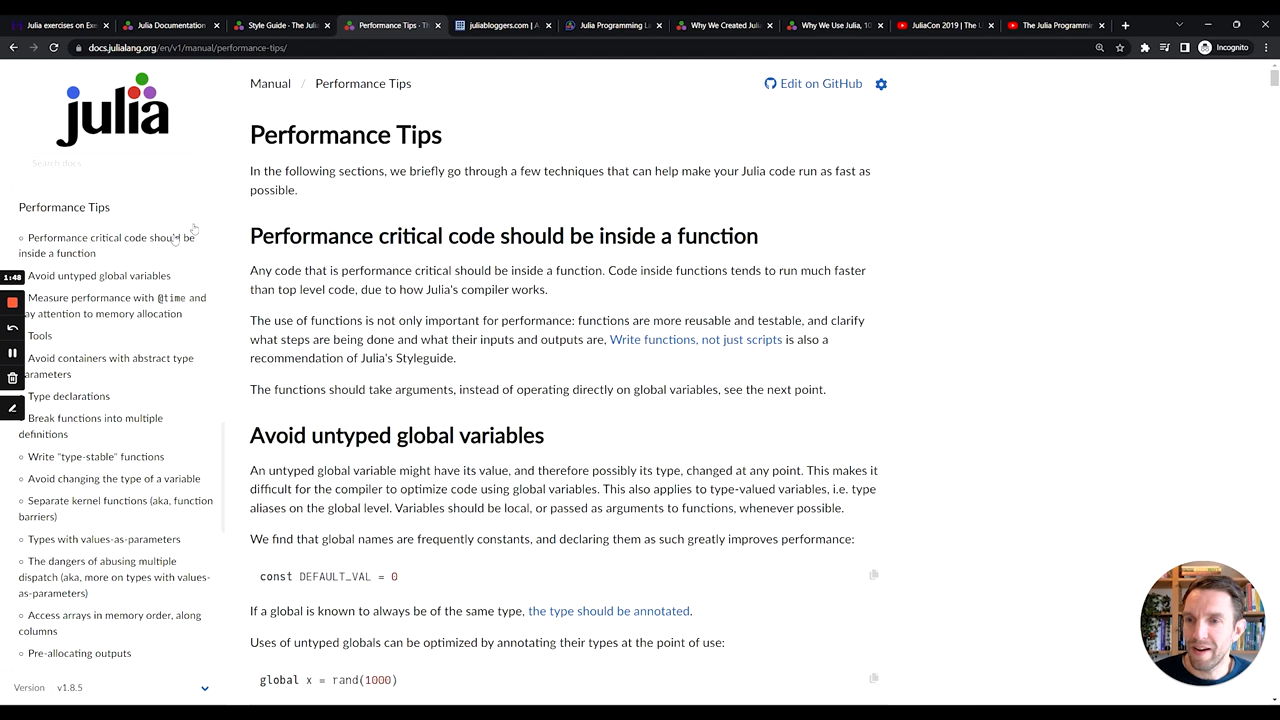 Julia exercises on Exe
Julia Documentation
Style Guide · The Juli
Performance Tips · Th
juliabloggers.com | A
Julia Programming L
Why We Created Juli
Why We Use Julia, 10
JuliaCon 2019 | The U
The Julia Programmin
docs.julialang.org/en/v1/manual/performance-tips/
Incognito
julia
Search docs
Performance Tips
Performance critical code should be
inside a function
Avoid untyped global variables
Measure performance with @time and
ay attention to memory allocation
Tools
Avoid containers with abstract type
arameters
Type declarations
Break functions into multiple
definitions
Write "type-stable" functions
Avoid changing the type of a variable
Separate kernel functions (aka, function
barriers)
Types with values-as-parameters
The dangers of abusing multiple
dispatch (aka, more on types with values-
as-parameters)
Access arrays in memory order, along
columns
Pre-allocating outputs
Version v1.8.5
1:48
Manual / Performance Tips
Edit on GitHub
Performance Tips
In the following sections, we briefly go through a few techniques that can help make your Julia code run as fast as
possible.
Performance critical code should be inside a function
Any code that is performance critical should be inside a function. Code inside functions tends to run much faster
than top level code, due to how Julia's compiler works.
The use of functions is not only important for performance: functions are more reusable and testable, and clarify
what steps are being done and what their inputs and outputs are, Write functions, not just scripts is also a
recommendation of Julia's Styleguide.
The functions should take arguments, instead of operating directly on global variables, see the next point.
Avoid untyped global variables
An untyped global variable might have its value, and therefore possibly its type, changed at any point. This makes it
difficult for the compiler to optimize code using global variables. This also applies to type-valued variables, i.e. type
aliases on the global level. Variables should be local, or passed as arguments to functions, whenever possible.
We find that global names are frequently constants, and declaring them as such greatly improves performance:
const DEFAULT_VAL = 0
If a global is known to always be of the same type, the type should be annotated.
Uses of untyped globals can be optimized by annotating their types at the point of use:
global x = rand(1000)